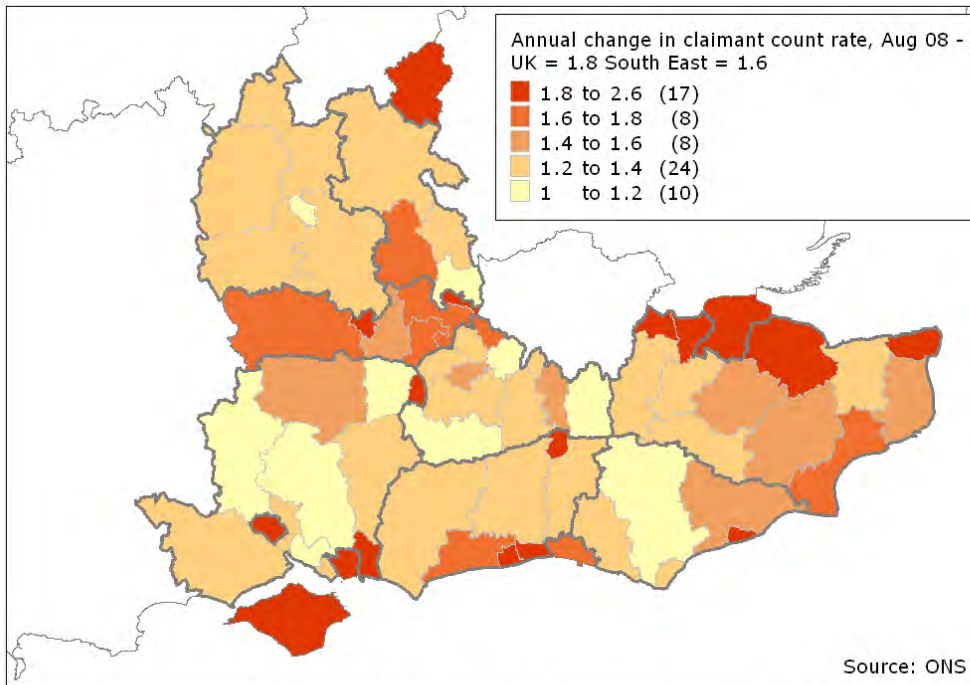 Annual change in claimant count rate, Aug 08 -
UK = 1.8 South East = 1.6
1.8 to 2.6 (17)
1.6 to 1.8 (8)
1.4 to 1.6 (8)
1.2 to 1.4 (24)
1 to 1.2 (10)
Source: ONS